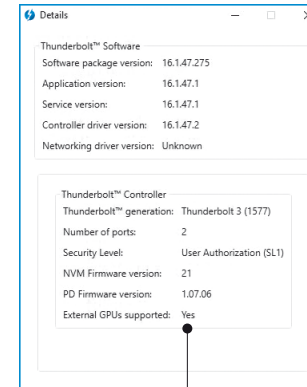 Details
Thunderbolt™ Software
Software package version: 16.1.47.275
Application version: 16.1.47.1
Service version: 16.1.47.1
Controller driver version: 16.1.47.2
Networking driver version: Unknown
Thunderbolt™ Controller
Thunderbolt™ generation: Thunderbolt 3 (1577)
Number of ports: 2
Security Level: User Authorization (SL1)
NVM Firmware version: 21
PD Firmware version: 1.07.06
External GPUs supported: Yes